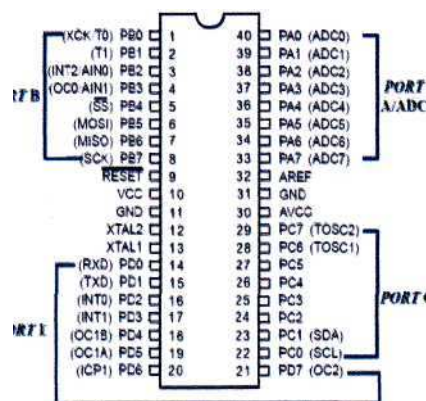 (XCK/T0) PB0 1 40 PA0 (ADC0)
(T1) PB1 2 39 PA1 (ADC1)
(INT2/AIN0) PB2 3 38 PA2 (ADC2)
(OC0/AIN1) PB3 4 37 PA3 (ADC3)
(SS) PB4 5 36 PA4 (ADC4)
(MOSI) PB5 6 35 PA5 (ADC5)
(MISO) PB6 7 34 PA6 (ADC6)
(SCK) PB7 8 33 PA7 (ADC7)
RESET 9 32 AREF
VCC 10 31 GND
GND 11 30 AVCC
XTAL2 12 29 PC7 (TOSC2)
XTAL1 13 28 PC6 (TOSC1)
(RXD) PD0 14 27 PC5
(TXD) PD1 15 26 PC4
(INT0) PD2 16 25 PC3
(INT1) PD3 17 24 PC2
(OC1B) PD4 18 23 PC1 (SDA)
(OC1A) PD5 19 22 PC0 (SCL)
(ICP1) PD6 20 21 PD7 (OC2)
RT B
PORT
A/ADC
PORT